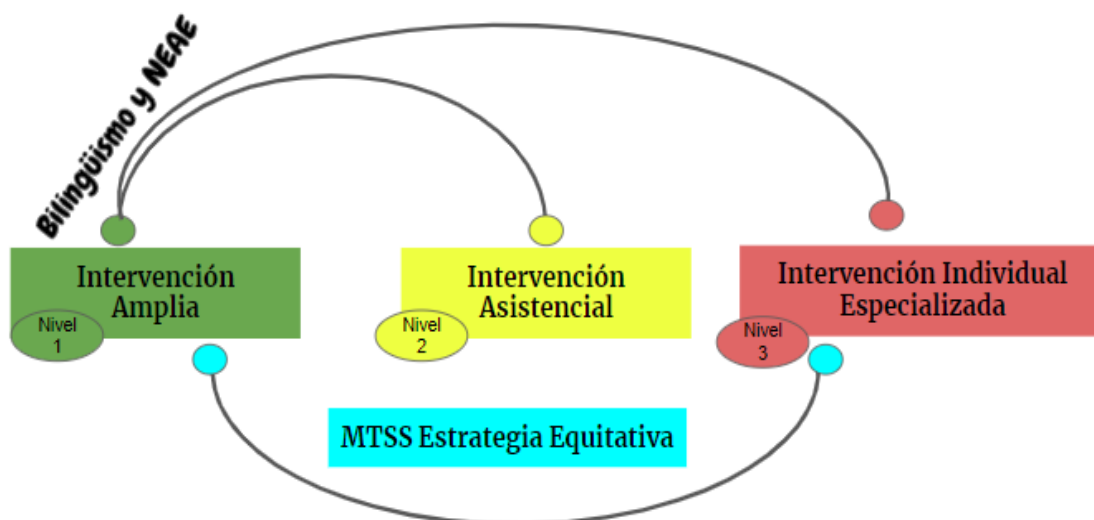 Bilingüismo y NEAE
Intervención
Amplia
Nivel
1
Intervención
Asistencial
Nivel
2
Intervención Individual
Especializada
Nivel
3
MTSS Estrategia Equitativa